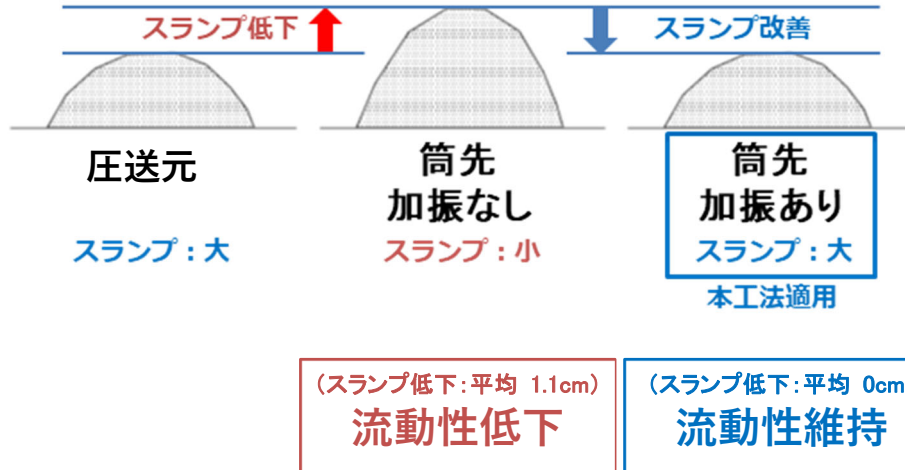 スランプ低下
スランプ改善
圧送元
スランプ：大
筒先
加振なし
スランプ：小
筒先
加振あり
スランプ：大
本工法適用
（スランプ低下：平均 1.1cm）
流動性低下
（スランプ低下：平均 0cm
流動性維持